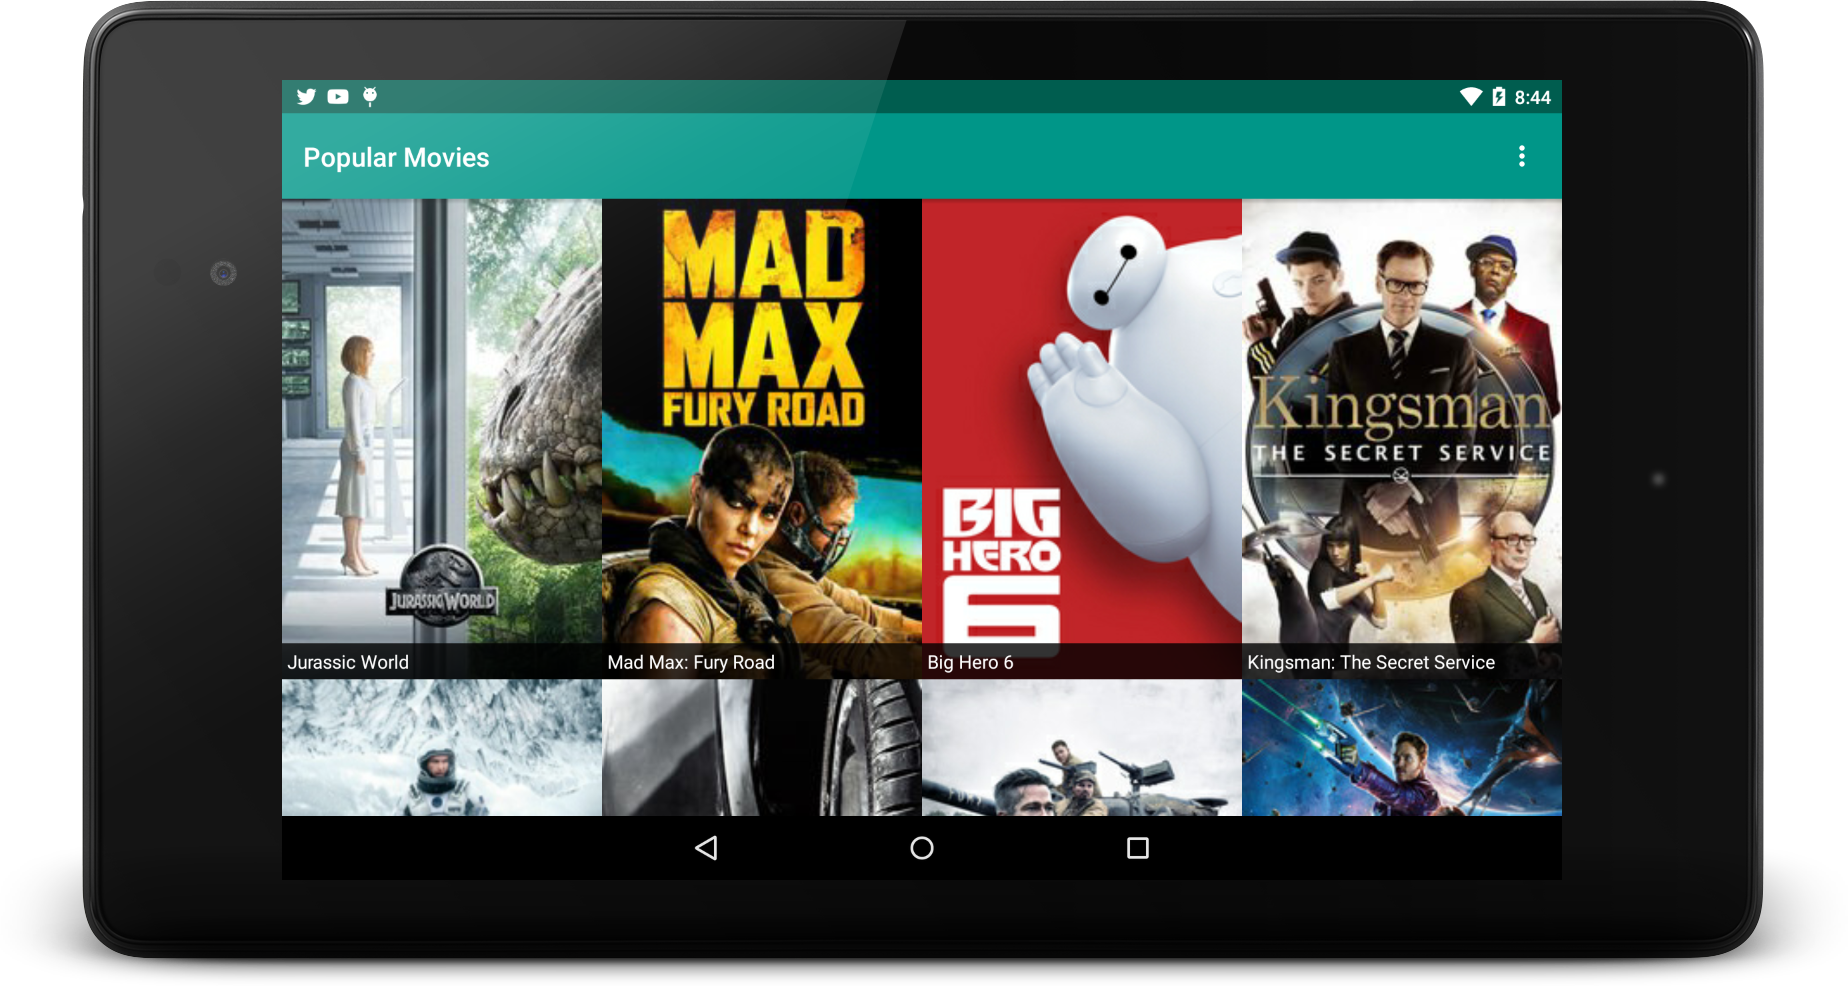 8:44
Popular Movies
MAD
MAX
FURY ROAD
JURASSIC WORLD
BIG
HERO
6
Kingsman
THE SECRET SERVICE
Jurassic World
Mad Max: Fury Road
Big Hero 6
Kingsman: The Secret Service
FURY